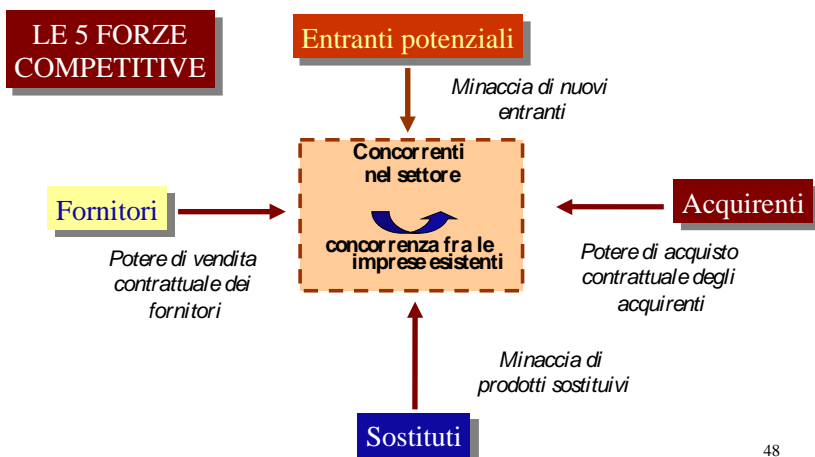 LE 5 FORZE
COMPETITIVE
Entranti potenziali
Minaccia di nuovi
entranti
Concorrenti
nel settore
concorrenza fra le
imprese esistenti
Fornitori
Potere di vendita
contrattuale dei
fornitori
Acquirenti
Potere di acquisto
contrattuale degli
acquirenti
Minaccia di
prodotti sostituivi
Sostituti
48